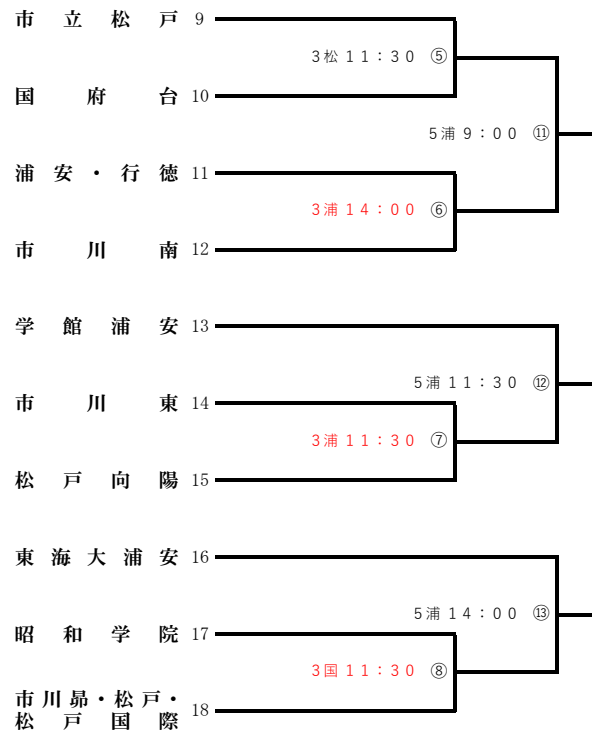 市立松戸 9
3松 11:30 ⑤
国府台 10
5浦 9:00 ⑪
浦安・行徳 11
3浦 14:00 ⑥
市川南 12
学館浦安 13
5浦 11:30 ⑫
市川東 14
3浦 11:30 ⑦
松戸向陽 15
東海大浦安 16
5浦 14:00 ⑬
昭和学院 17
3国 11:30 ⑧
市川昴・松戸・
松戸国際 18